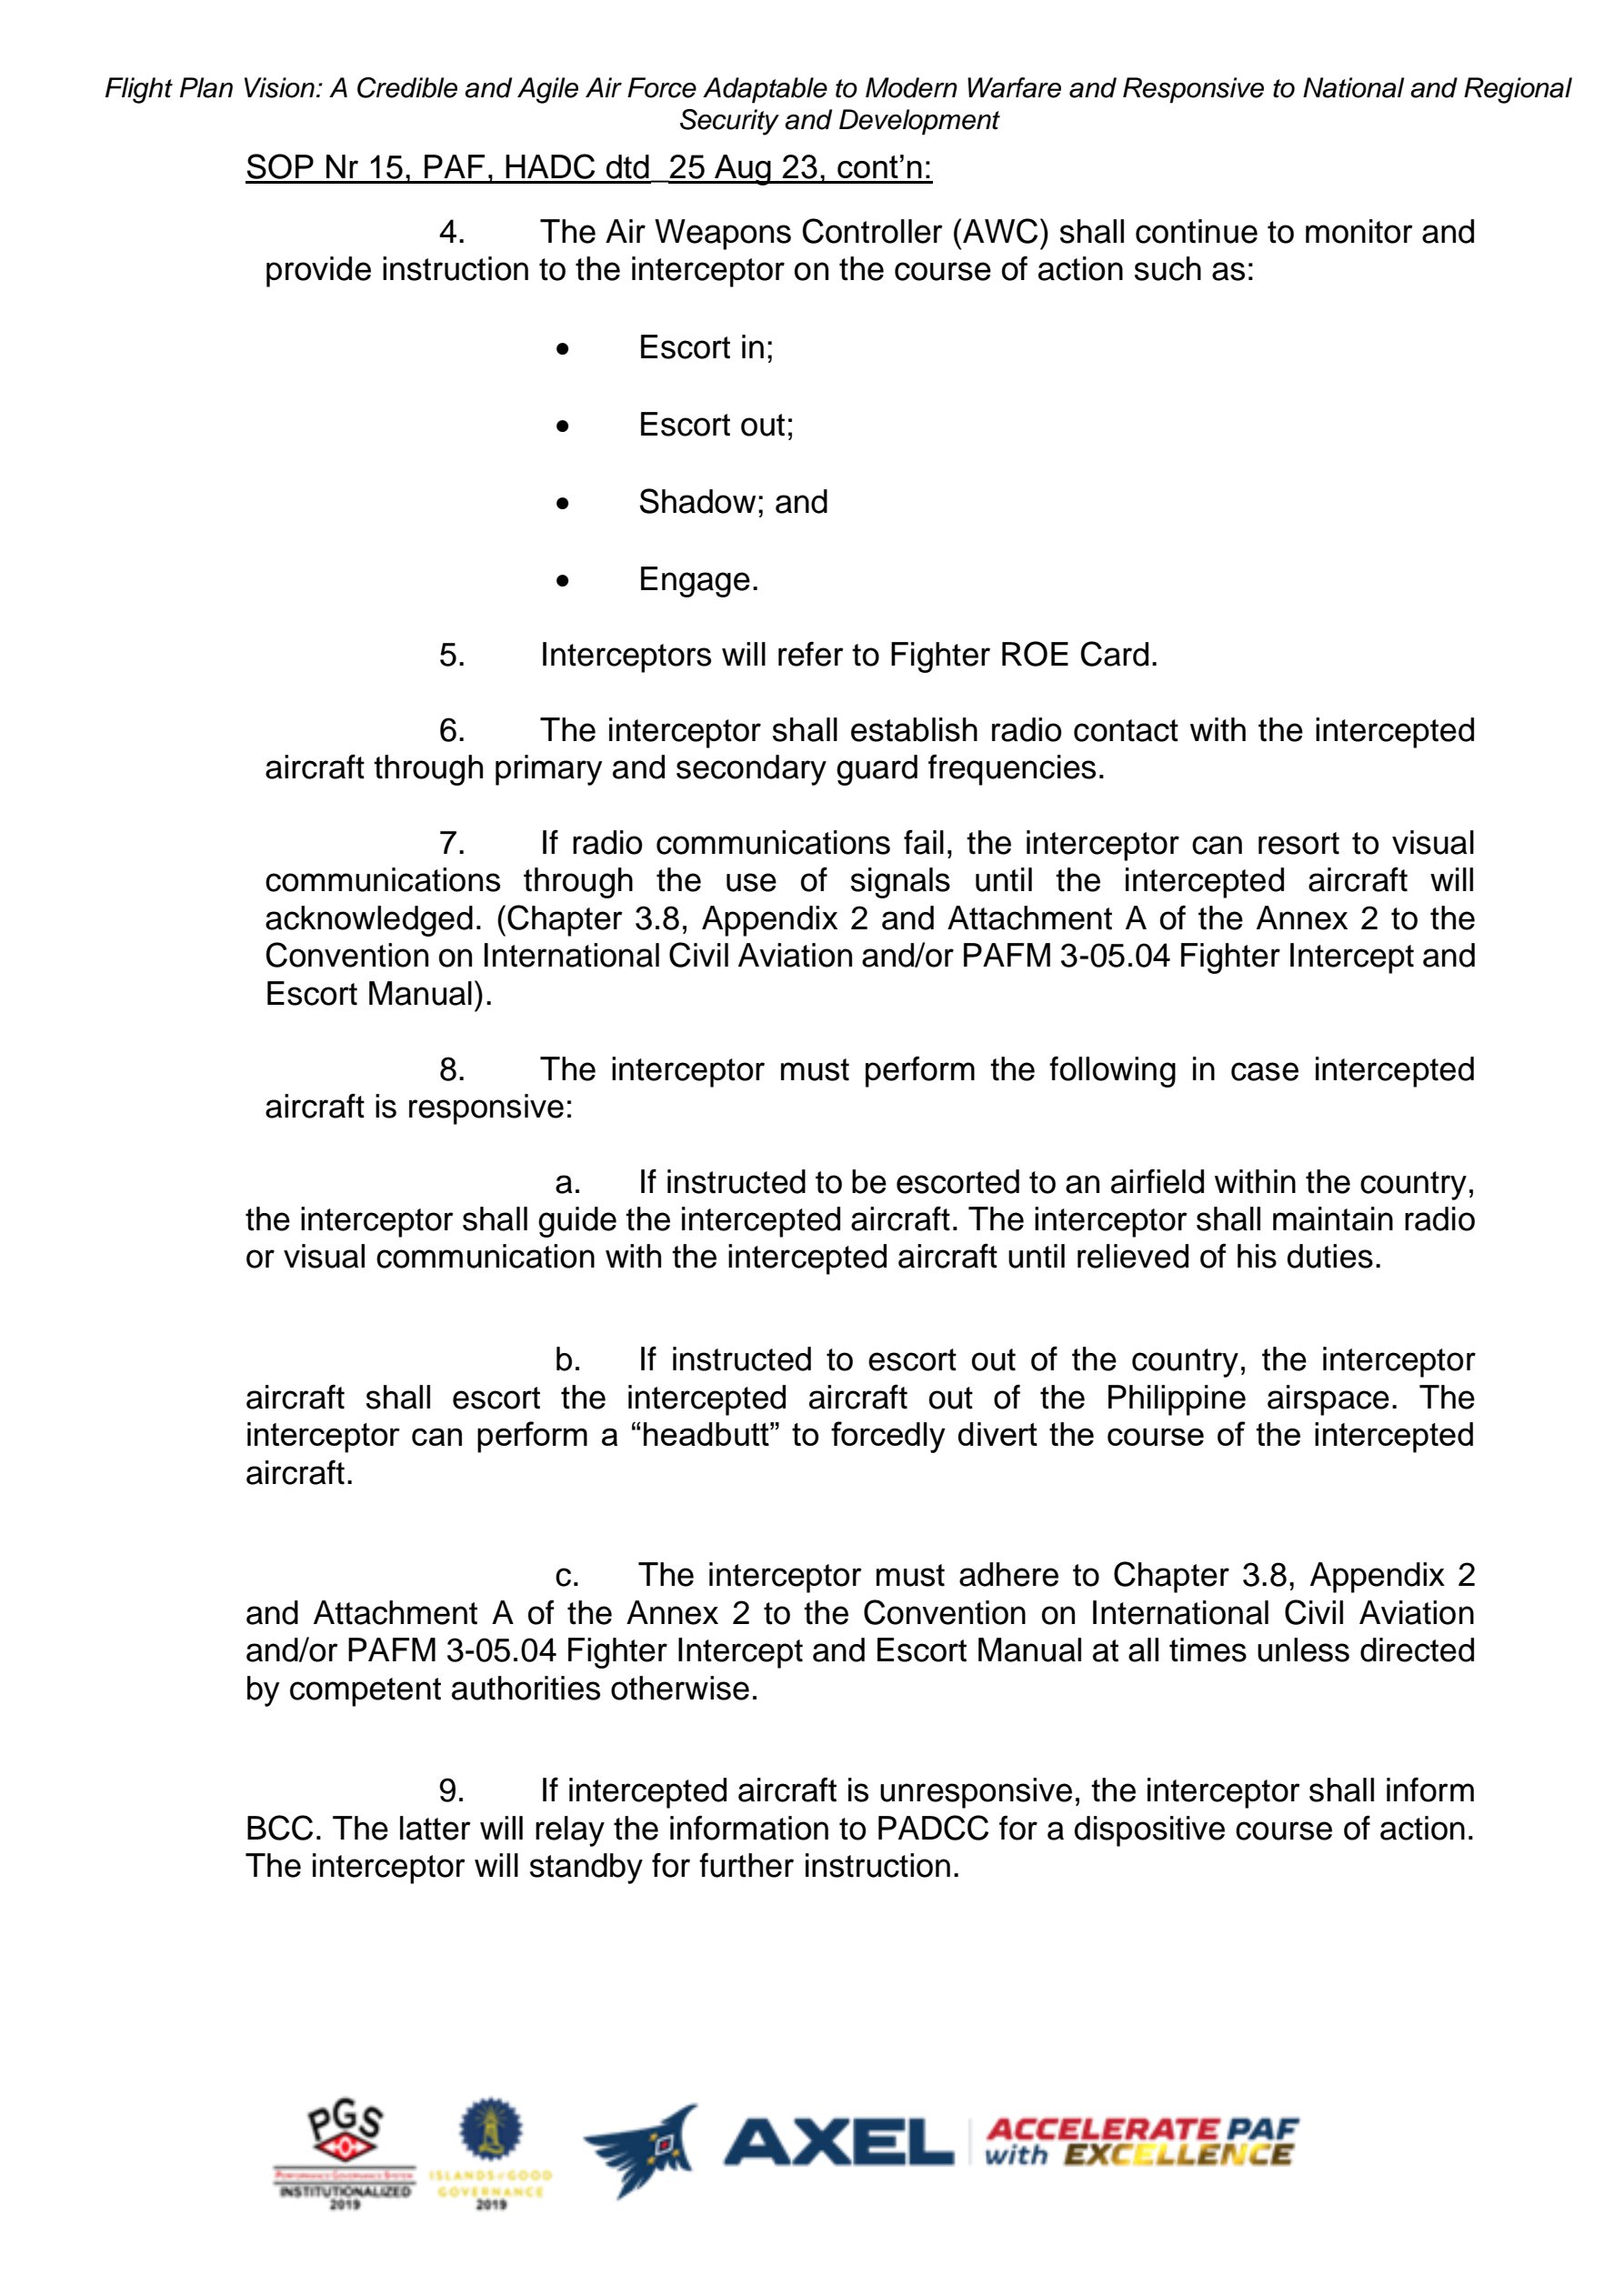 Flight Plan Vision: A Credible and Agile Air Force Adaptable to Modern Warfare and Responsive to National and Regional
Security and Development
SOP Nr 15, PAF, HADC dtd_25 Aug 23, cont’n:
4. The Air Weapons Controller (AWC) shall continue to monitor and
provide instruction to the interceptor on the course of action such as:
• Escort in;
• Escort out;
• Shadow; and
• Engage.
5. Interceptors will refer to Fighter ROE Card.
6. The interceptor shall establish radio contact with the intercepted
aircraft through primary and secondary guard frequencies.
7. If radio communications fail, the interceptor can resort to visual
communications through the use of signals until the intercepted aircraft will
acknowledged. (Chapter 3.8, Appendix 2 and Attachment A of the Annex 2 to the
Convention on International Civil Aviation and/or PAFM 3-05.04 Fighter Intercept and
Escort Manual).
8. The interceptor must perform the following in case intercepted
aircraft is responsive:
a. If instructed to be escorted to an airfield within the country,
the interceptor shall guide the intercepted aircraft. The interceptor shall maintain radio
or visual communication with the intercepted aircraft until relieved of his duties.
b. If instructed to escort out of the country, the interceptor
aircraft shall escort the intercepted aircraft out of the Philippine airspace. The
interceptor can perform a “headbutt” to forcedly divert the course of the intercepted
aircraft.
c. The interceptor must adhere to Chapter 3.8, Appendix 2
and Attachment A of the Annex 2 to the Convention on International Civil Aviation
and/or PAFM 3-05.04 Fighter Intercept and Escort Manual at all times unless directed
by competent authorities otherwise.
9. If intercepted aircraft is unresponsive, the interceptor shall inform
BCC. The latter will relay the information to PADCC for a dispositive course of action.
The interceptor will standby for further instruction.
PGS
PERFORMANCE GOVERNANCE SYSTEM
INSTITUTIONALIZED
2019
ISLANDS of GOOD
GOVERNANCE
2019
AXEL
ACCELERATE PAF
with EXCELLENCE